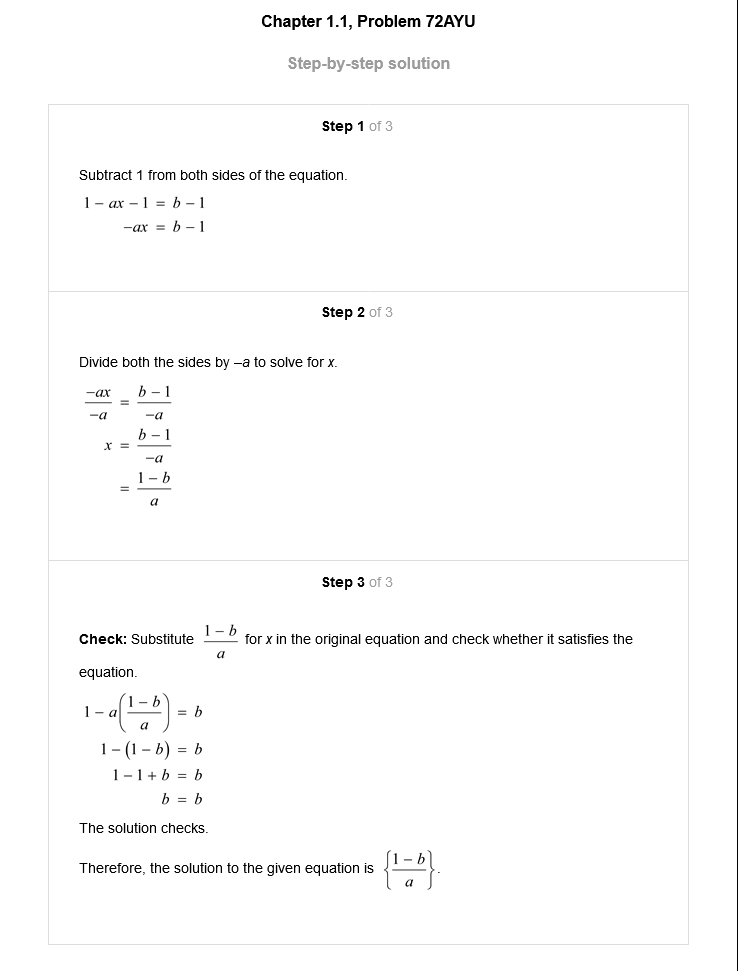 Chapter 1.1, Problem 72AYU
Step-by-step solution
Step 1 of 3
Subtract 1 from both sides of the equation.
1 − ax − 1 = b − 1
−ax = b − 1
Step 2 of 3
Divide both the sides by –a to solve for x.
\frac{−ax}{−a} = \frac{b − 1}{−a}
x = \frac{b − 1}{−a}
= \frac{1 − b}{a}
Step 3 of 3
Check: Substitute \frac{1 − b}{a} for x in the original equation and check whether it satisfies the
equation.
1 − a(\frac{1 − b}{a}) = b
1 − (1 − b) = b
1 − 1 + b = b
b = b
The solution checks.
Therefore, the solution to the given equation is {\frac{1 − b}{a}}.